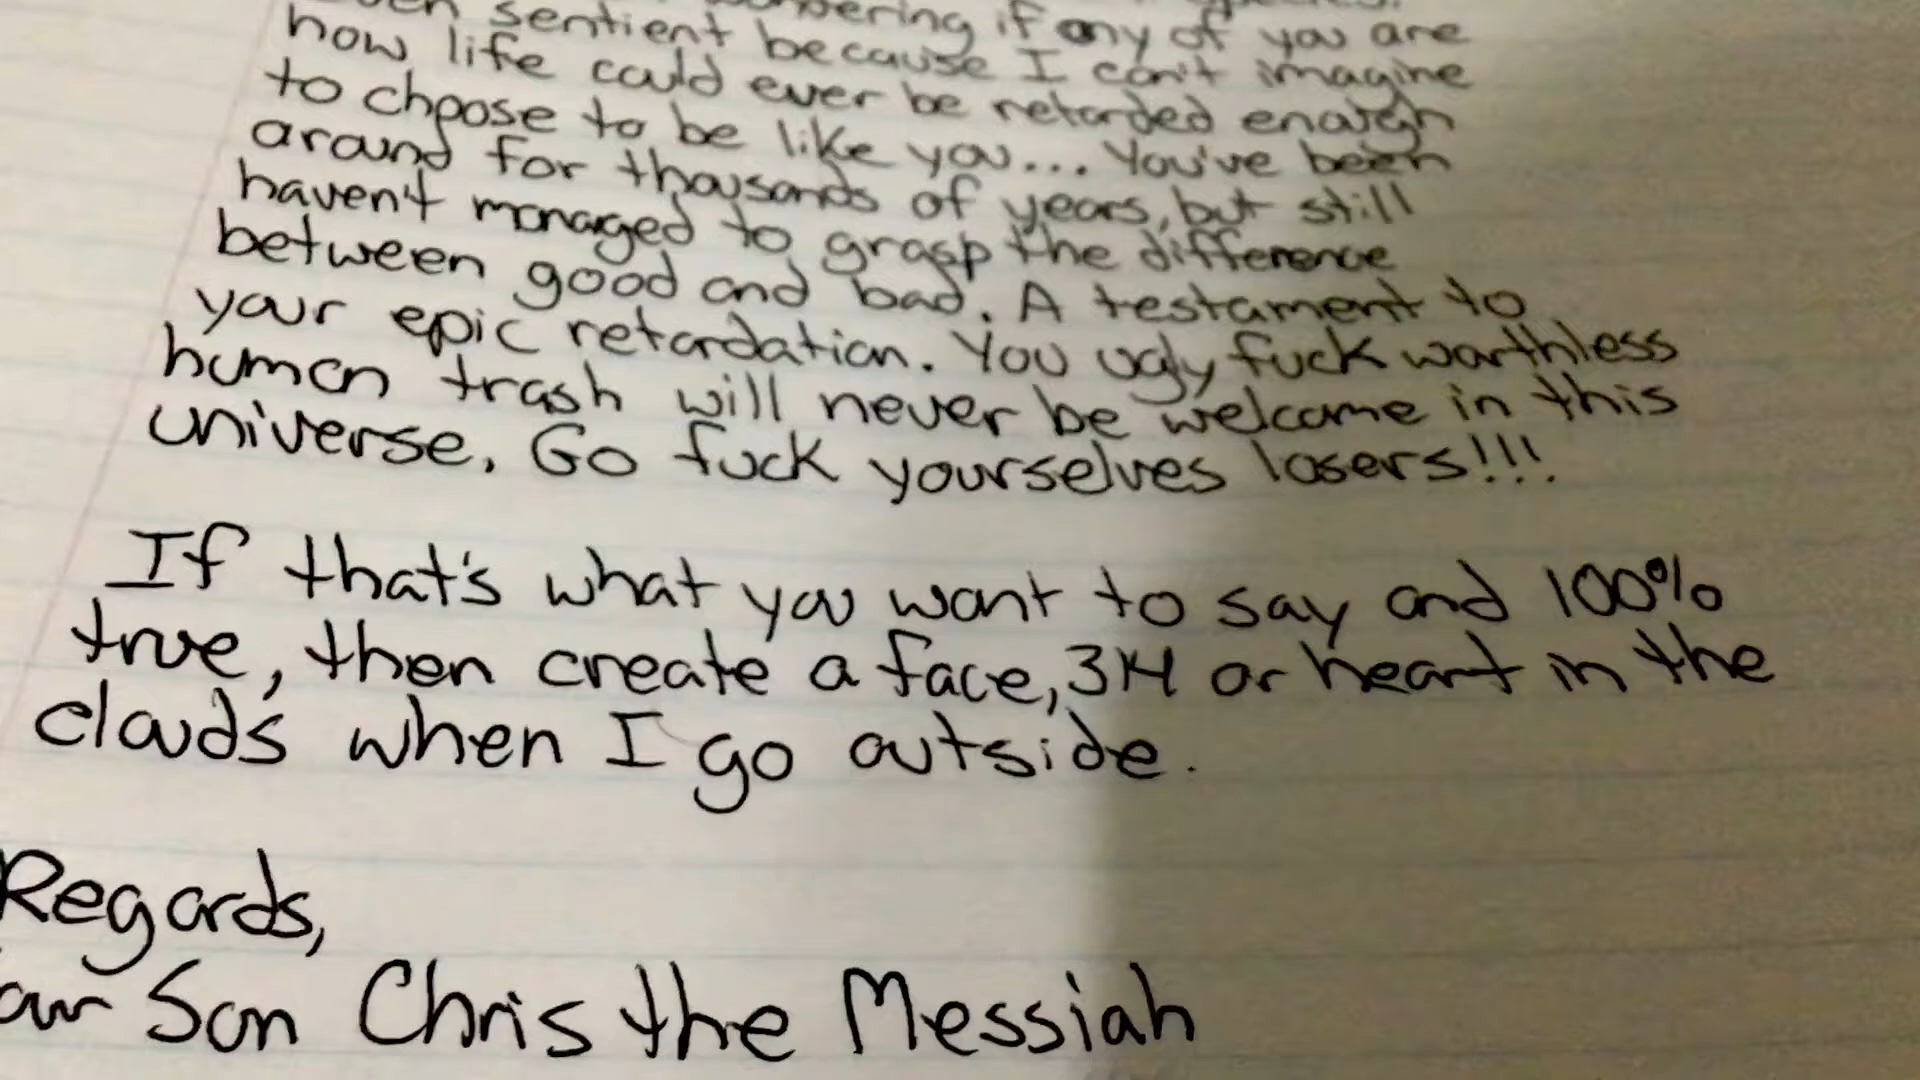 sentient because I can't imagine
how life could ever be retarded enough
to choose to be like you... You've been
around for thousands of years, but still
haven't managed to grasp the difference
between good and bad. A testament to
your epic retardation. You ugly fuck worthless
human trash will never be welcome in this
universe. Go fuck yourselves losers!!!
If that's what you want to say and 100%
true, then create a face, 314 or heart in the
clouds when I go outside.
Regards,
Son Chris the Messiah